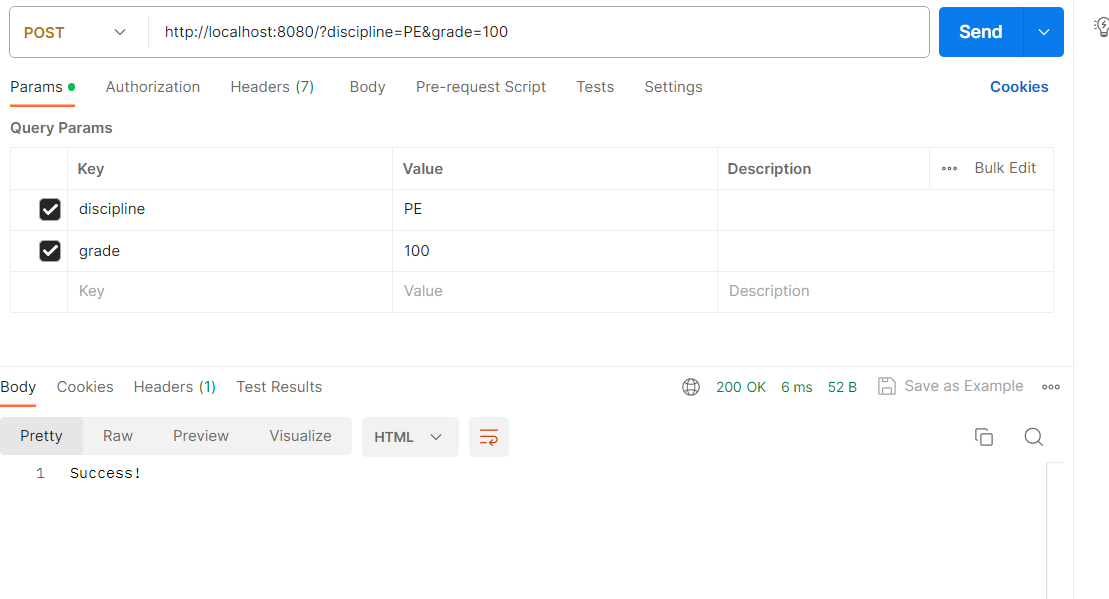 POST http://localhost:8080/?discipline=PE&grade=100 Send
Params Authorization Headers (7) Body Pre-request Script Tests Settings Cookies
Query Params
Key Value Description Bulk Edit
discipline PE
grade 100
Key Value Description
Body Cookies Headers (1) Test Results 200 OK 6 ms 52 B Save as Example
Pretty Raw Preview Visualize HTML
1 Success!